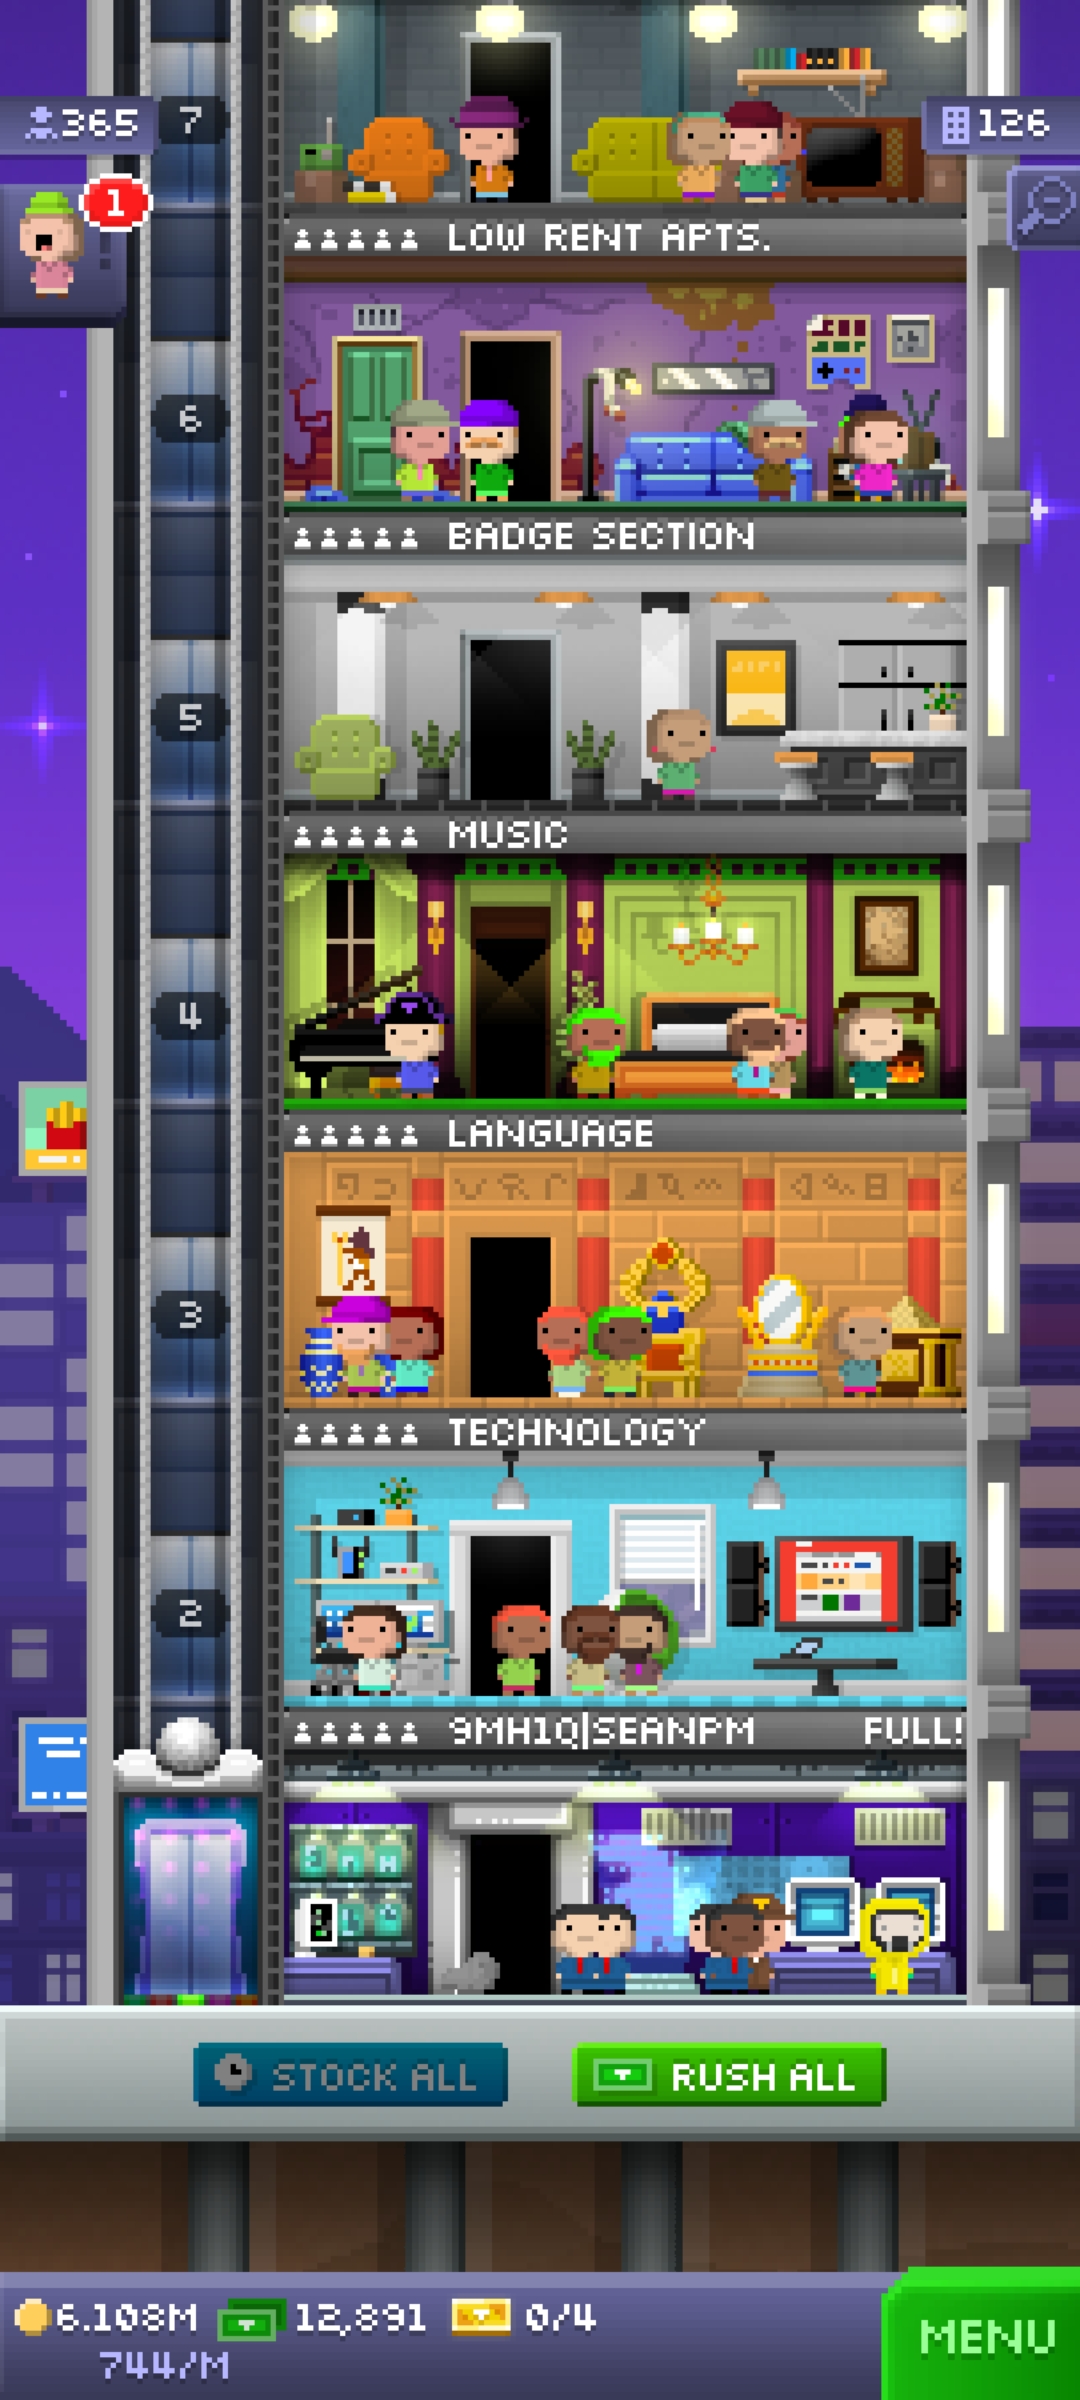 365
7
126
1
LOW RENT APTS.
6
BADGE SECTION
5
MUSIC
4
LANGUAGE
3
TECHNOLOGY
2
9MH1Q|SEANPM FULL!
STOCK ALL
RUSH ALL
6.108M 12,891 0/4
744/M
MENU